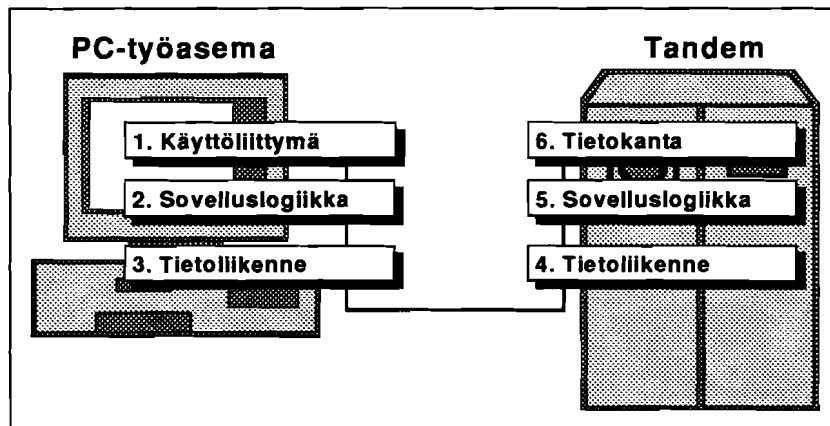 PC-työasema
1. Käyttöliittymä
2. Sovelluslogiikka
3. Tietoliikenne
Tandem
6. Tietokanta
5. Sovelluslogiikka
4. Tietoliikenne